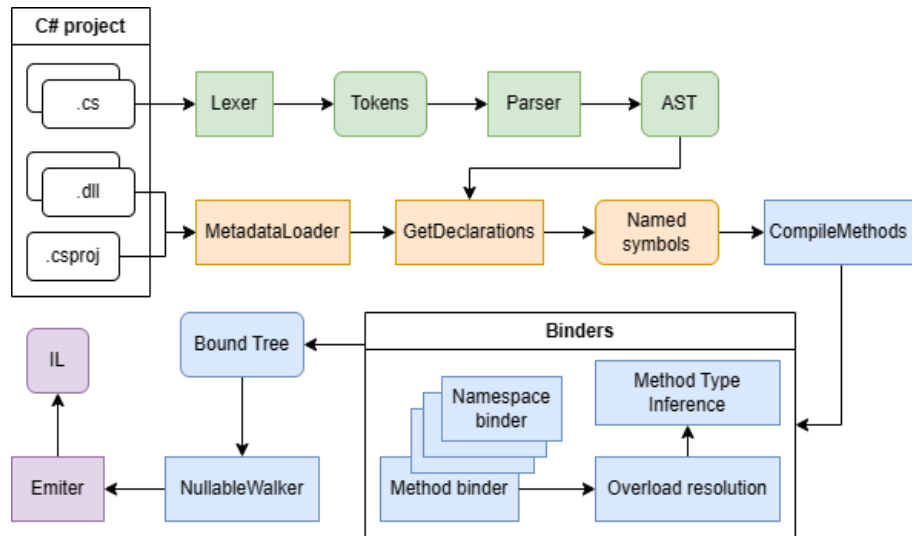 C# project
.cs
Lexer
Tokens
Parser
AST
.dll
.csproj
MetadataLoader
GetDeclarations
Named
symbols
CompileMethods
IL
Bound Tree
Binders
Namespace
binder
Method Type
Inference
Emiter
NullableWalker
Method binder
Overload resolution